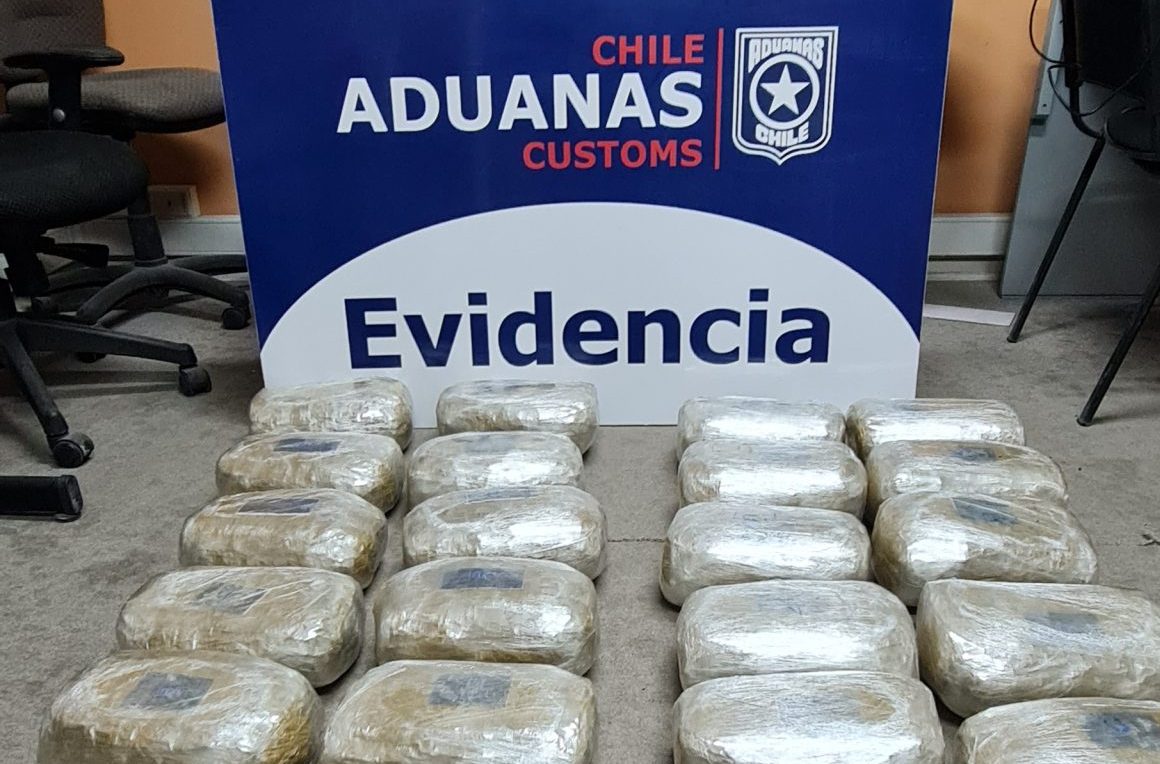 CHILE
ADUANAS
CUSTOMS
ADUANAS
CHILE
Evidencia